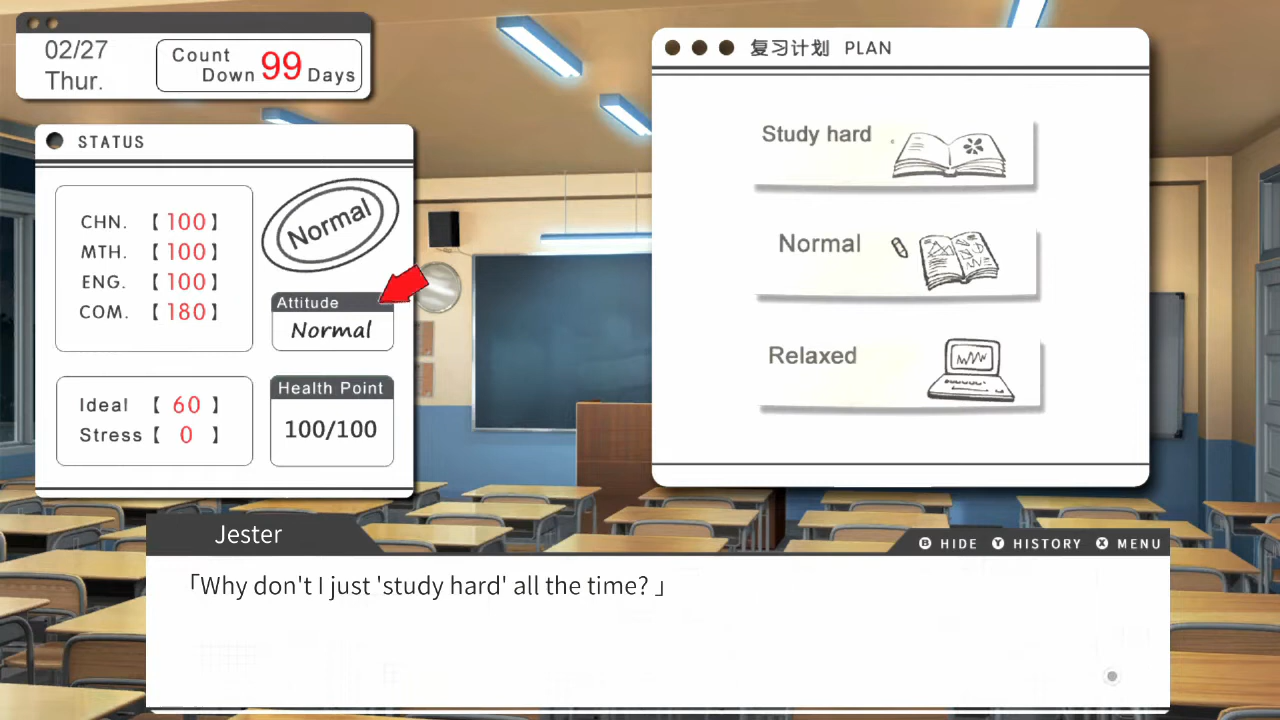 02/27
Thur.
Count
Down 99 Days
STATUS
CHN. 【100】
MTH. 【100】
ENG. 【100】
COM. 【180】
Normal
Attitude
Normal
Ideal 【 60 】
Stress【 0 】
Health Point
100/100
复习计划 PLAN
Study hard
Normal
Relaxed
Jester
B HIDE Y HISTORY X MENU
「Why don't I just 'study hard' all the time? 」